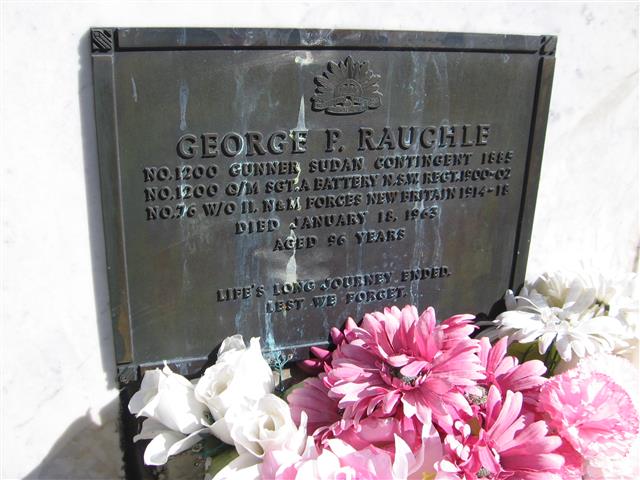 GEORGE P. RAUCHLE
NO.1200 GUNNER SUDAN CONTINGENT 1885
NO.1200 Q/M SGT. A BATTERY N.S.W. REGT. 1900-02
NO.76 W/O II. N&M FORCES NEW BRITAIN 1914-18
DIED JANUARY 18, 1963
AGED 96 YEARS
LIFE'S LONG JOURNEY ENDED.
LEST WE FORGET.